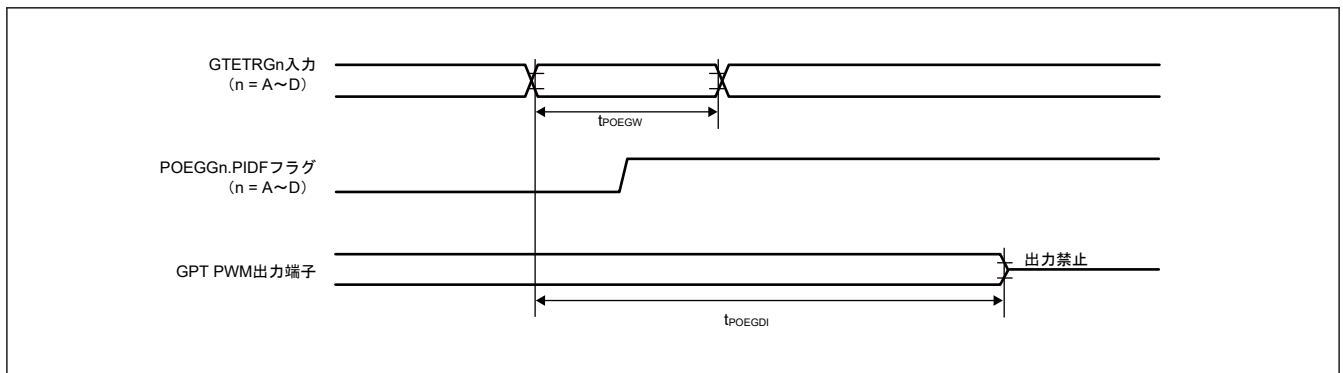 GTETRGn入力
（n = A～D）
tPOEGW
POEGGn.PIDFフラグ
（n = A～D）
GPT PWM出力端子
出力禁止
tPOEGDI